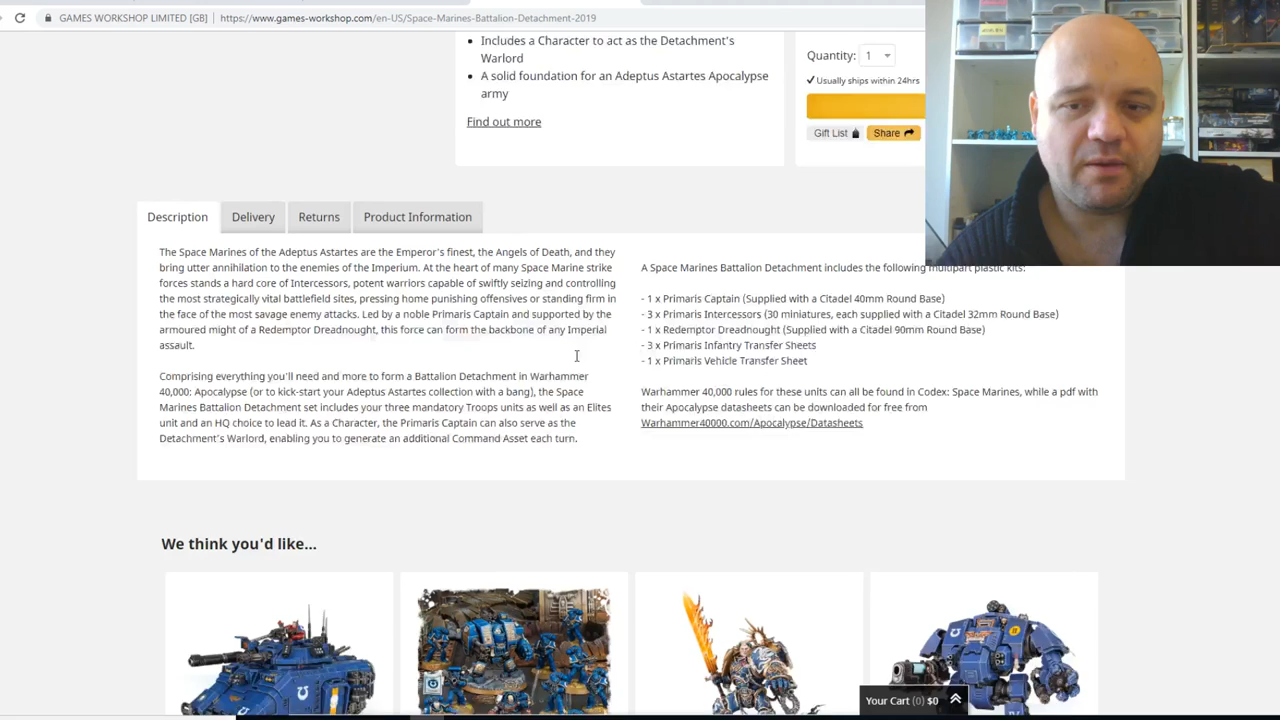 GAMES WORKSHOP LIMITED [GB]
https://www.games-workshop.com/en-US/Space-Marines-Battalion-Detachment-2019
• Includes a Character to act as the Detachment's
Warlord
• A solid foundation for an Adeptus Astartes Apocalypse
army
Find out more
Quantity: 1
Usually ships within 24hrs
Gift List
Share
Description
Delivery
Returns
Product Information
The Space Marines of the Adeptus Astartes are the Emperor's finest, the Angels of Death, and they
bring utter annihilation to the enemies of the Imperium. At the heart of many Space Marine strike
forces stands a hard core of Intercessors, potent warriors capable of swiftly seizing and controlling
the most strategically vital battlefield sites, pressing home punishing offensives or standing firm in
the face of the most savage enemy attacks. Led by a noble Primaris Captain and supported by the
armoured might of a Redemptor Dreadnought, this force can form the backbone of any Imperial
assault.
Comprising everything you'll need and more to form a Battalion Detachment in Warhammer
40,000: Apocalypse (or to kick-start your Adeptus Astartes collection with a bang), the Space
Marines Battalion Detachment set includes your three mandatory Troops units as well as an Elites
unit and an HQ choice to lead it. As a Character, the Primaris Captain can also serve as the
Detachment's Warlord, enabling you to generate an additional Command Asset each turn.
A Space Marines Battalion Detachment includes the following multipart plastic kits:
- 1 x Primaris Captain (Supplied with a Citadel 40mm Round Base)
- 3 x Primaris Intercessors (30 miniatures, each supplied with a Citadel 32mm Round Base)
- 1 x Redemptor Dreadnought (Supplied with a Citadel 90mm Round Base)
- 3 x Primaris Infantry Transfer Sheets
- 1 x Primaris Vehicle Transfer Sheet
Warhammer 40,000 rules for these units can all be found in Codex: Space Marines, while a pdf with
their Apocalypse datasheets can be downloaded for free from
Warhammer40000.com/Apocalypse/Datasheets
We think you'd like...
Your Cart (0) $0